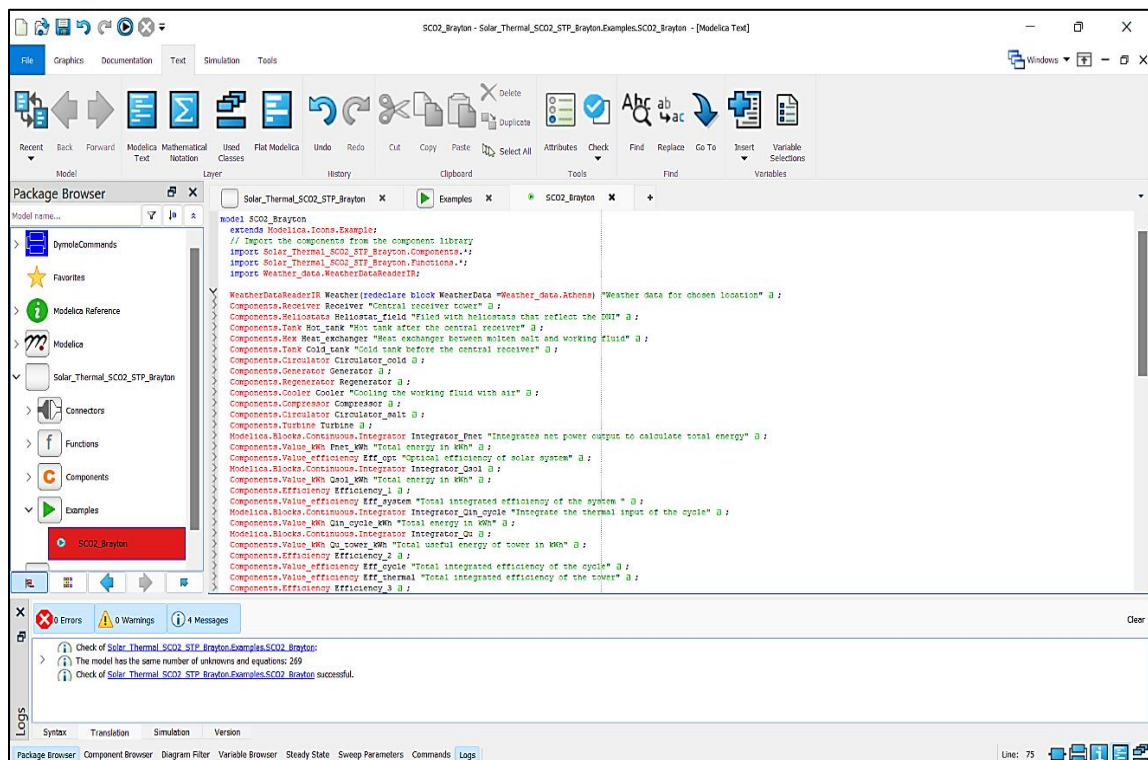 SCO2_Brayton - Solar_Thermal_SCO2_STP_Brayton.Examples.SCO2_Brayton - [Modelica Text]
File Graphics Documentation Text Simulation Tools Windows
Delete
Duplicate
Select All
Recent Back Forward Modelica Text Mathematical Notation Used Classes Flat Modelica Undo Redo Cut Copy Paste Attributes Check Find Replace Go To Insert Variable Selections
Model Layer History Clipboard Tools Find Variables
Package Browser
Model name...
DymolaCommands
Favorites
Modelica Reference
Modelica
Solar_Thermal_SCO2_STP_Brayton
Connectors
f Functions
C Components
Examples
SCO2_Brayton
Solar_Thermal_SCO2_STP_Brayton Examples SCO2_Brayton
model SCO2_Brayton
extends Modelica.Icons.Example;
// Import the components from the component library
import Solar_Thermal_SCO2_STP_Brayton.Components.*;
import Solar_Thermal_SCO2_STP_Brayton.Functions.*;
import Weather_data.WeatherDataReaderIR;
WeatherDataReaderIR Weather(redeclare block WeatherData =Weather_data.Athens) "Weather data for chosen location" a ;
Components.Receiver Receiver "Central receiver tower" a ;
Components.Heliostats Heliostat_field "Filed with heliostats that reflect the DNI" a ;
Components.Tank Hot_tank "Hot tank after the central receiver" a ;
Components.Hex Heat_exchanger "Heat exchanger between molten salt and working fluid" a ;
Components.Tank Cold_tank "Cold tank before the central receiver" a ;
Components.Circulator Circulator_cold a ;
Components.Generator Generator a ;
Components.Regenerator Regenerator a ;
Components.Cooler Cooler "Cooling the working fluid with air" a ;
Components.Compressor Compressor a ;
Components.Circulator Circulator_salt a ;
Components.Turbine Turbine a ;
Modelica.Blocks.Continuous.Integrator Integrator_Pnet "Integrates net power output to calculate total energy" a ;
Components.Value_kWh Pnet_kWh "Total energy in kWh" a ;
Components.Value_efficiency Eff_opt "Optical efficiency of solar system" a ;
Modelica.Blocks.Continuous.Integrator Integrator_Qsol a ;
Components.Value_kWh Qsol_kWh "Total energy in kWh" a ;
Components.Efficiency Efficiency_1 a ;
Components.Value_efficiency Eff_system "Total integrated efficiency of the system " a ;
Modelica.Blocks.Continuous.Integrator Integrator_Qin_cycle "Integrate the thermal input of the cycle" a ;
Components.Value_kWh Qin_cycle_kWh "Total energy in kWh" a ;
Modelica.Blocks.Continuous.Integrator Integrator_Qu a ;
Components.Value_kWh Qu_tower_kWh "Total useful energy of tower in kWh" a ;
Components.Efficiency Efficiency_2 a ;
Components.Value_efficiency Eff_cycle "Total integrated efficiency of the cycle" a ;
Components.Value_efficiency Eff_thermal "Total integrated efficiency of the tower" a ;
Components.Efficiency Efficiency_3 a ;
0 Errors 0 Warnings 4 Messages Clear
Check of Solar_Thermal_SCO2_STP_Brayton.Examples.SCO2_Brayton:
The model has the same number of unknowns and equations: 269
Check of Solar_Thermal_SCO2_STP_Brayton.Examples.SCO2_Brayton successful.
Logs
Syntax Translation Simulation Version
Package Browser Component Browser Diagram Filter Variable Browser Steady State Sweep Parameters Commands Logs Line: 75